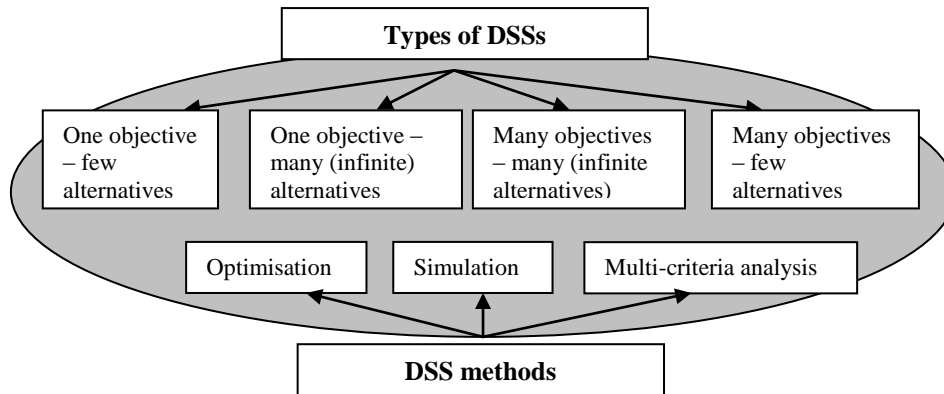 Types of DSSs
One objective
– few
alternatives
One objective –
many (infinite)
alternatives
Many objectives
– many (infinite
alternatives)
Many objectives
– few
alternatives
Optimisation
Simulation
Multi-criteria analysis
DSS methods